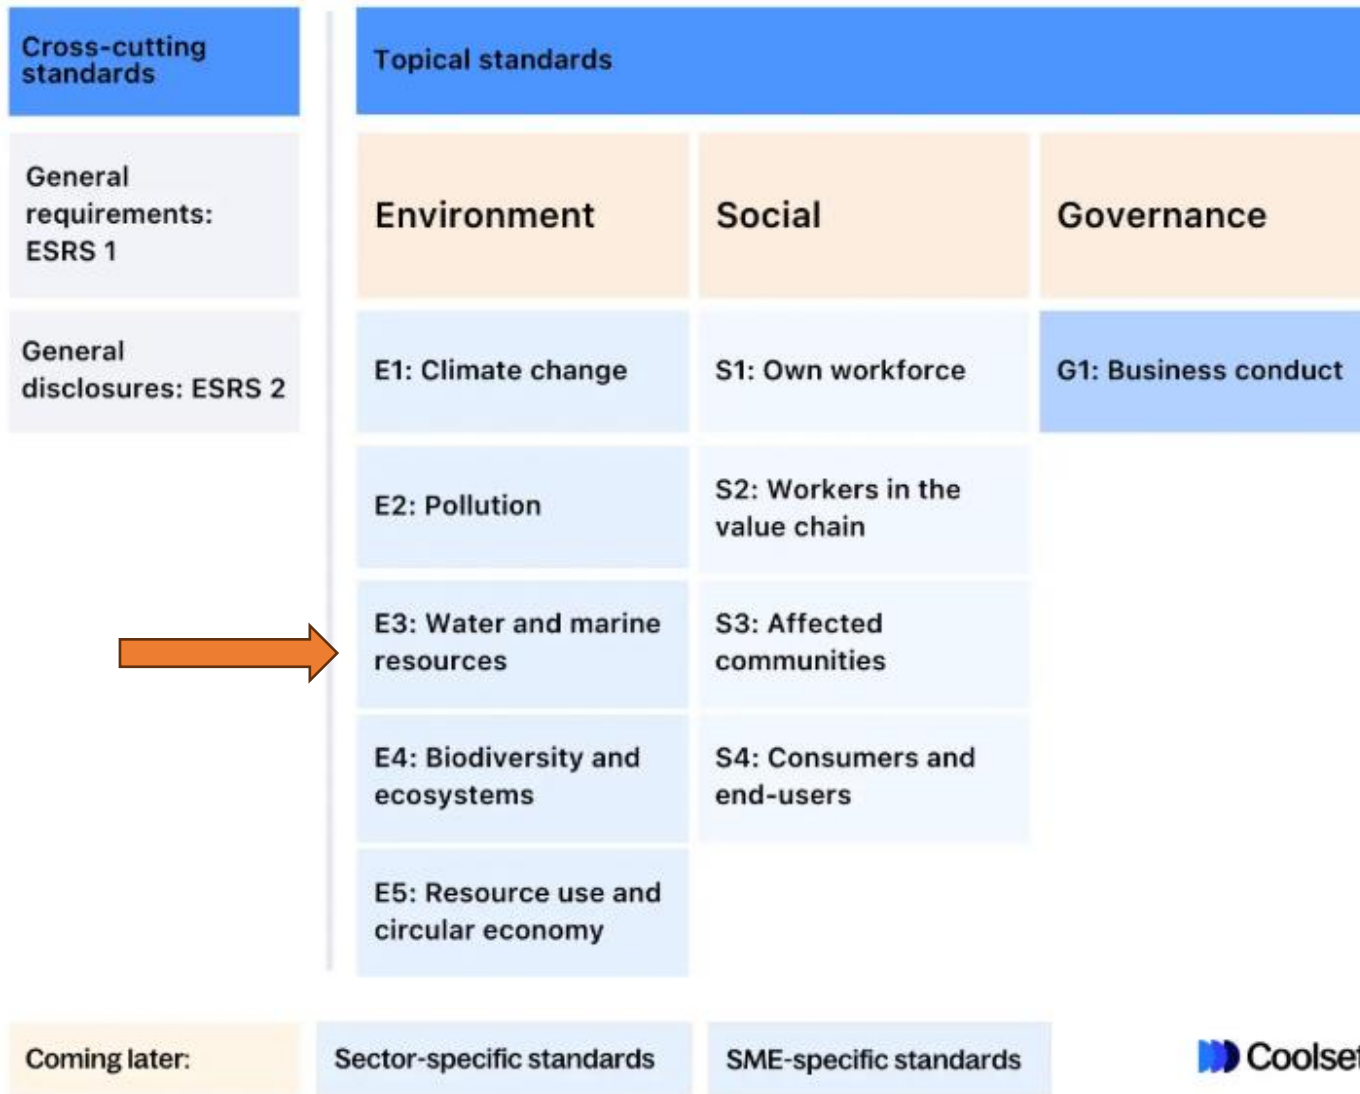 Cross-cutting
standards
Topical standards
General
requirements:
ESRS 1
Environment
Social
Governance
General
disclosures: ESRS 2
E1: Climate change
S1: Own workforce
G1: Business conduct
E2: Pollution
S2: Workers in the
value chain
E3: Water and marine
resources
S3: Affected
communities
E4: Biodiversity and
ecosystems
S4: Consumers and
end-users
E5: Resource use and
circular economy
Coming later:
Sector-specific standards
SME-specific standards
Coolset